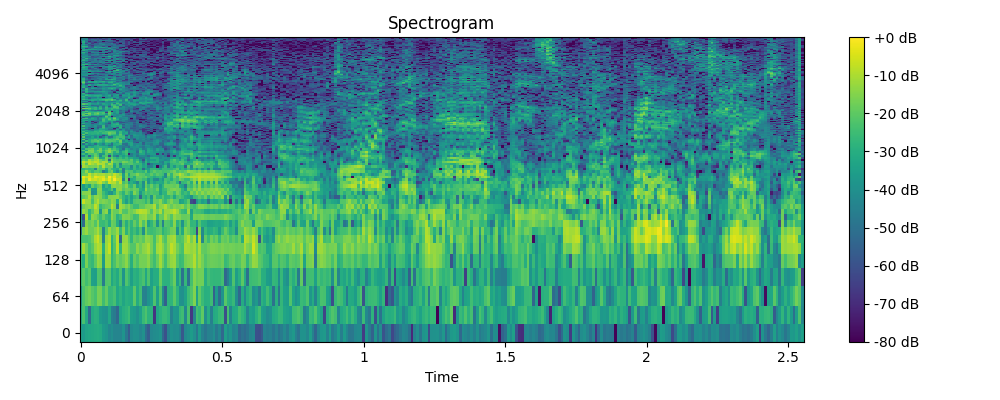 Spectrogram
Hz
4096
2048
1024
512
256
128
64
0
0
0.5
1
1.5
2
2.5
Time
+0 dB
-10 dB
-20 dB
-30 dB
-40 dB
-50 dB
-60 dB
-70 dB
-80 dB